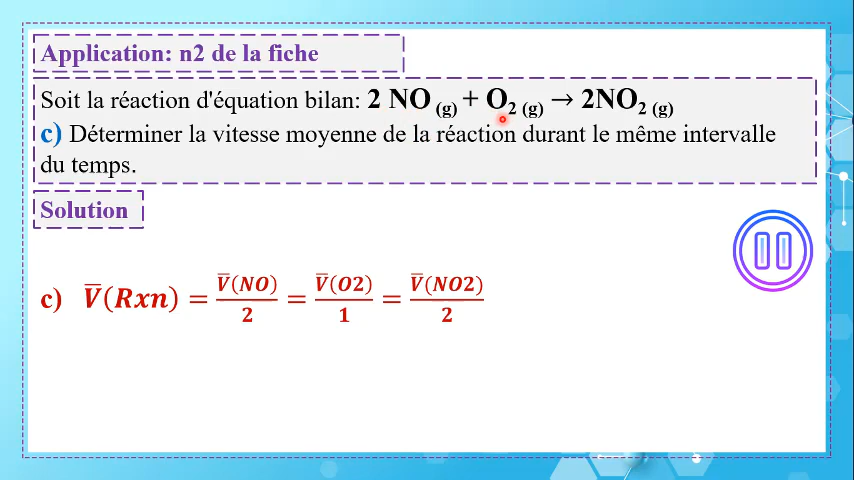 Application: n2 de la fiche
Soit la réaction d'équation bilan: 2 NO (g) + O2 (g) → 2NO2 (g)
c) Déterminer la vitesse moyenne de la réaction durant le même intervalle
du temps.
Solution
c) V̅(Rxn) = V̅(NO)/2 = V̅(O2)/1 = V̅(NO2)/2